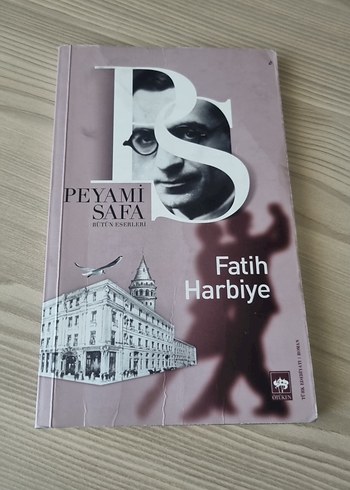 PS
PEYAMİ
SAFA
BÜTÜN ESERLERİ
Fatih
Harbiye
ÖTÜKEN